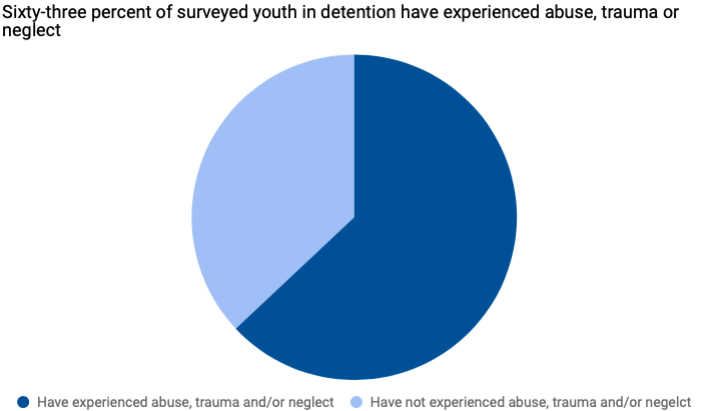 Sixty-three percent of surveyed youth in detention have experienced abuse, trauma or
neglect
Have experienced abuse, trauma and/or neglect
Have not experienced abuse, trauma and/or negelct